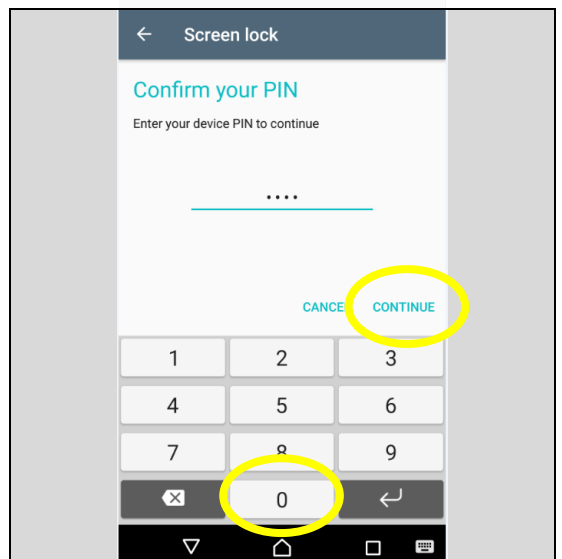 Screen lock
Confirm your PIN
Enter your device PIN to continue
....
CANCE CONTINUE
1 2 3
4 5 6
7 8 9
0